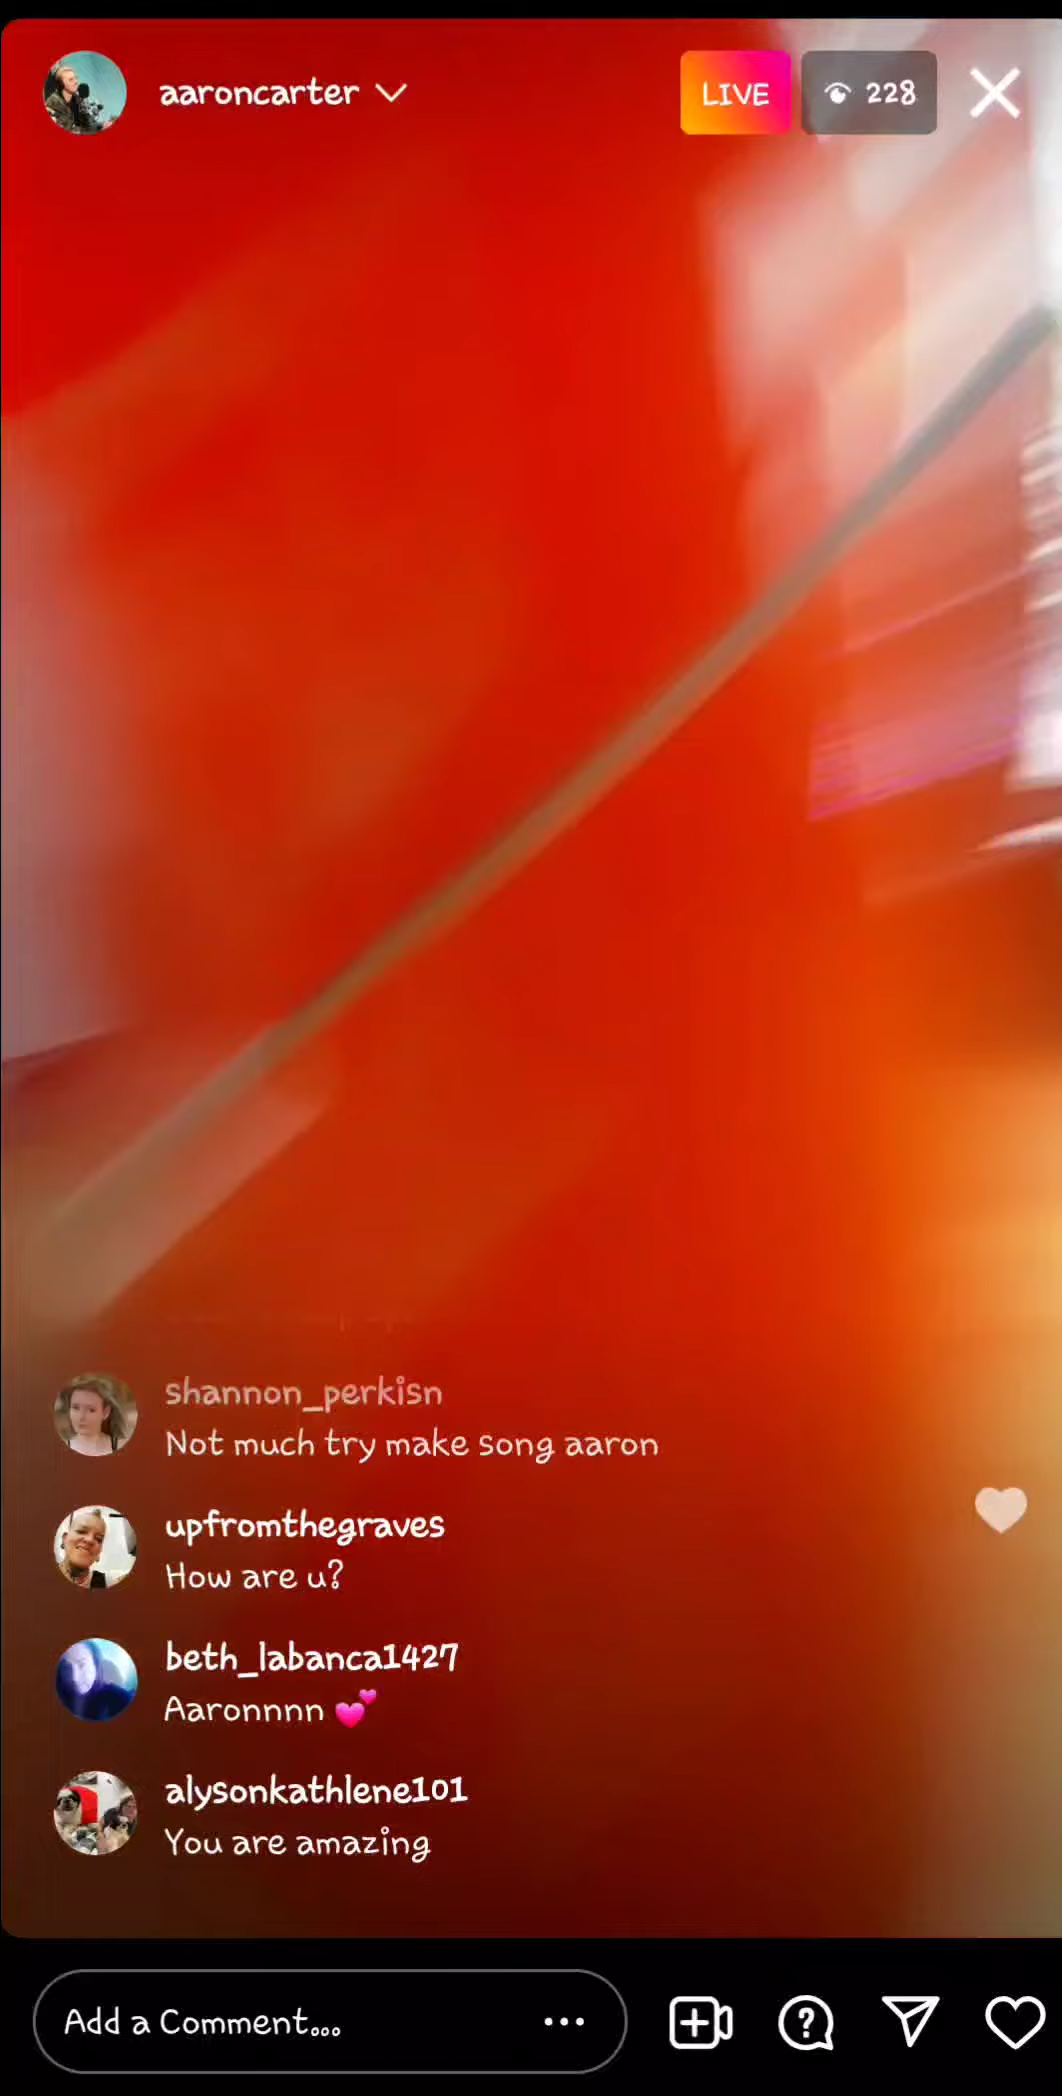 aaroncarter
LIVE
228
shannon_perkisn
Not much try make song aaron
upfromthegraves
How are u?
beth_labanca1427
Aaronnnn 💕
alysonkathlene101
You are amazing
Add a Comment...